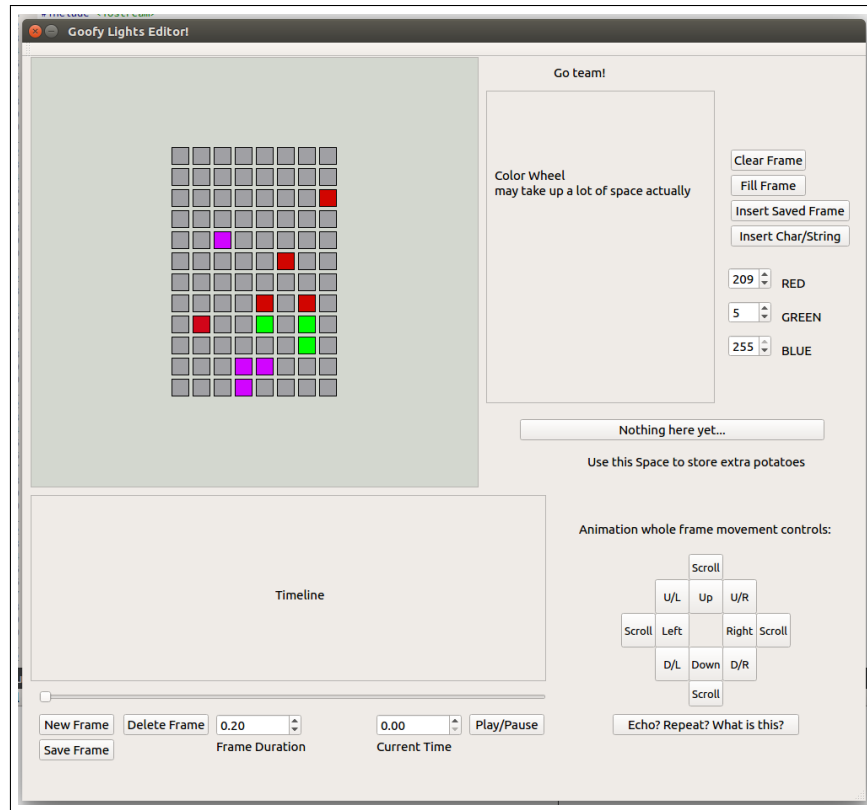 #include <iostream>
Goofy Lights Editor!
Go team!
Color Wheel
may take up a lot of space actually
Clear Frame
Fill Frame
Insert Saved Frame
Insert Char/String
209 RED
5 GREEN
255 BLUE
Nothing here yet...
Use this Space to store extra potatoes
Timeline
Animation whole frame movement controls:
Scroll
U/L Up U/R
Scroll Left Right Scroll
D/L Down D/R
Scroll
New Frame Delete Frame 0.20 0.00 Play/Pause
Save Frame Frame Duration Current Time
Echo? Repeat? What is this?